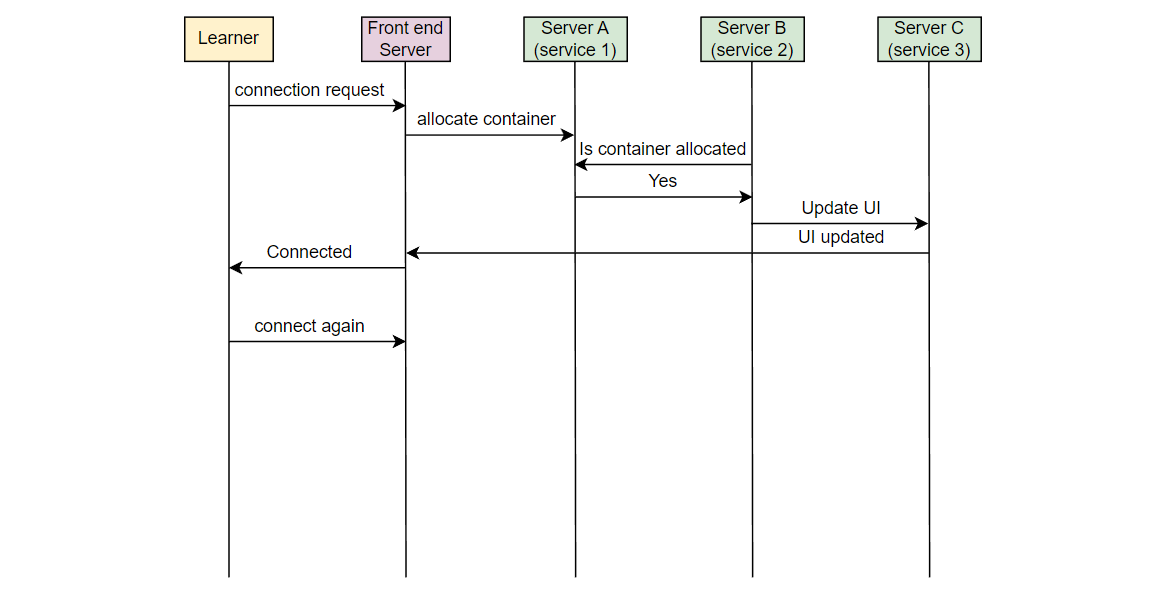 Learner
Front end
Server
Server A
(service 1)
Server B
(service 2)
Server C
(service 3)
connection request
allocate container
Is container allocated
Yes
Update UI
UI updated
Connected
connect again